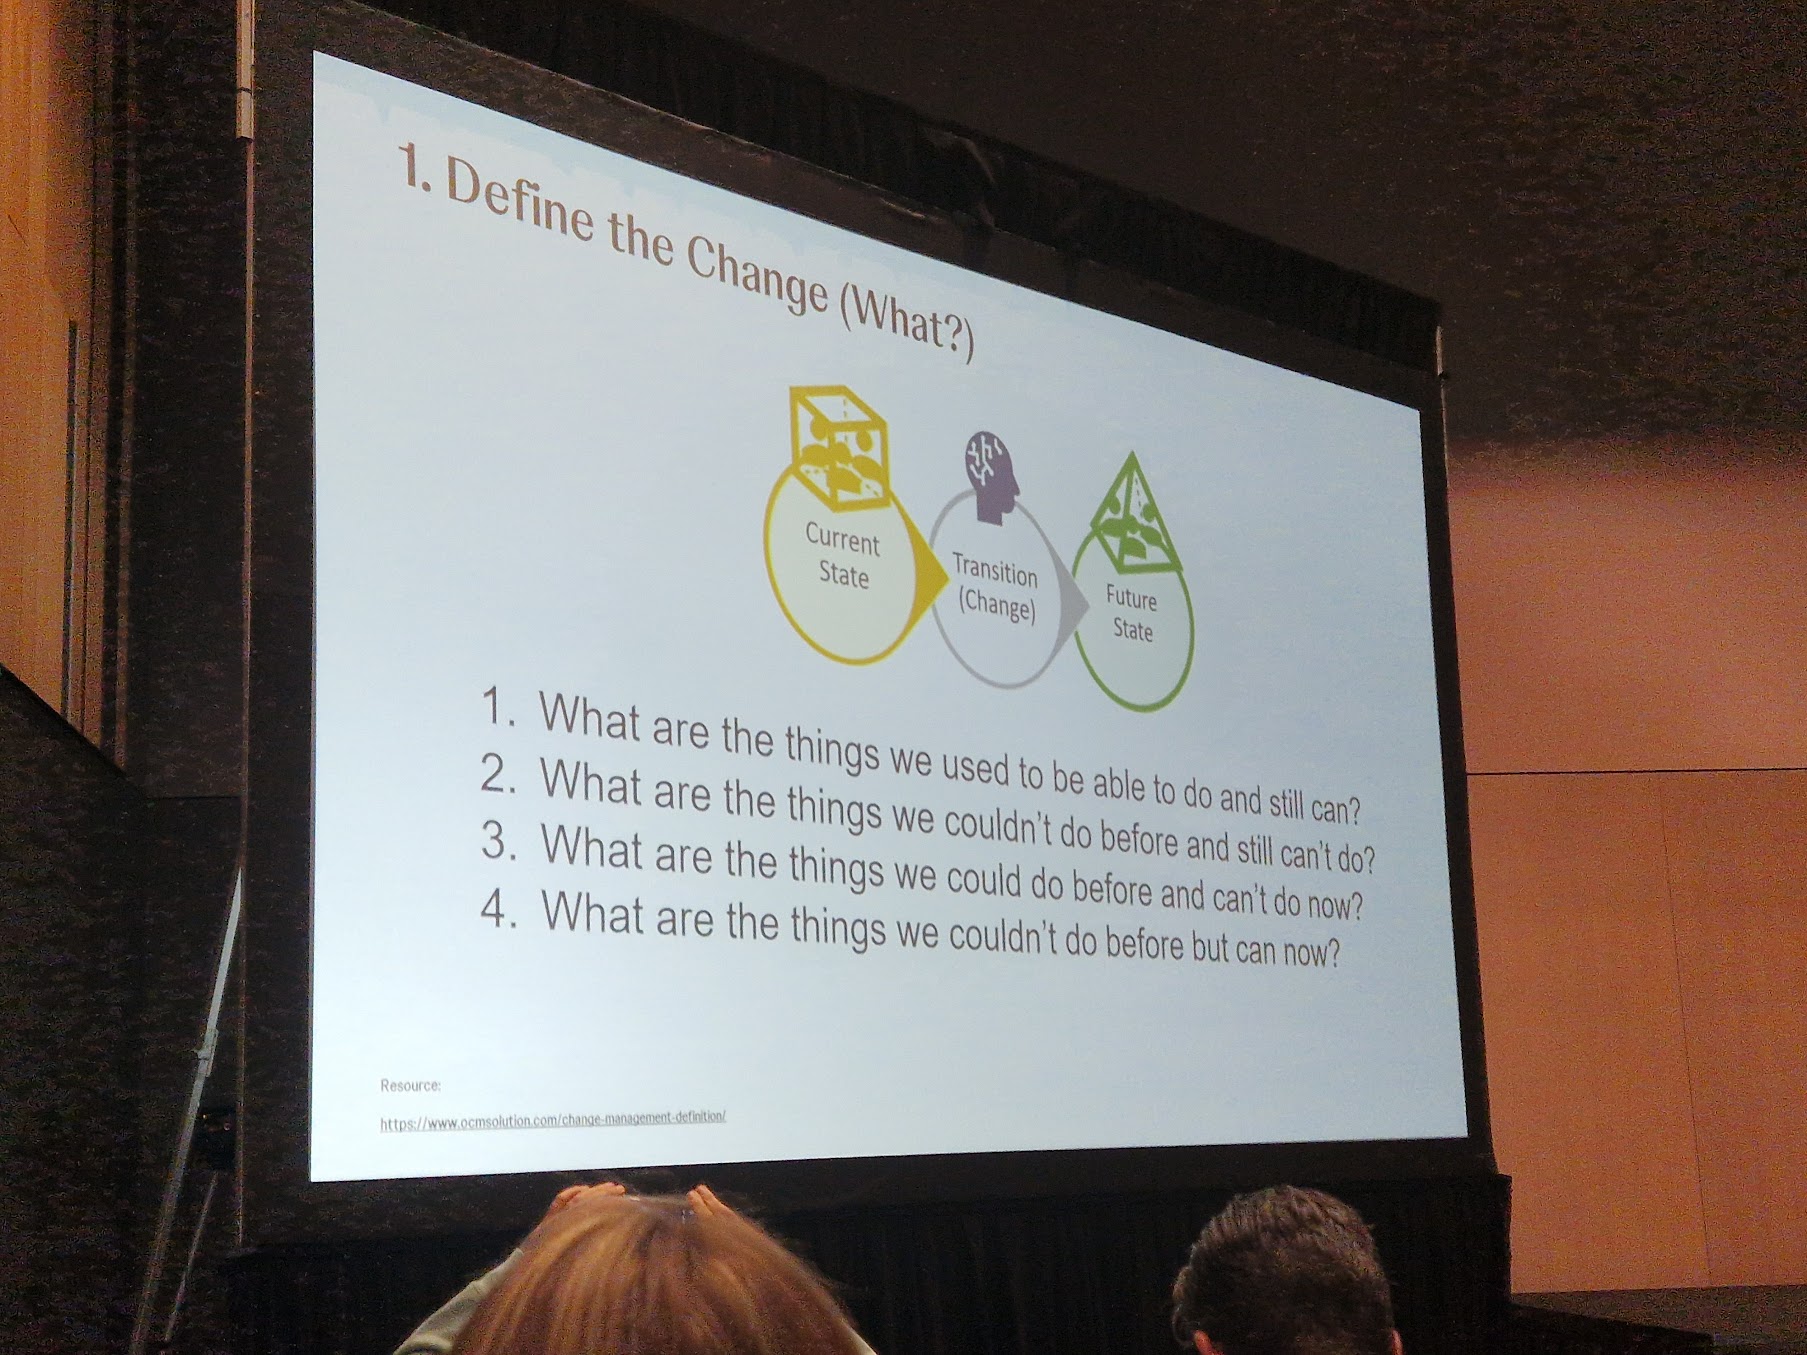 1. Define the Change (What?)
Current
State
Transition
(Change)
Future
State
1. What are the things we used to be able to do and still can?
2. What are the things we couldn't do before and still can't do?
3. What are the things we could do before and can't do now?
4. What are the things we couldn't do before but can now?
Resource:
https://www.ocmsolution.com/change-management-definition/